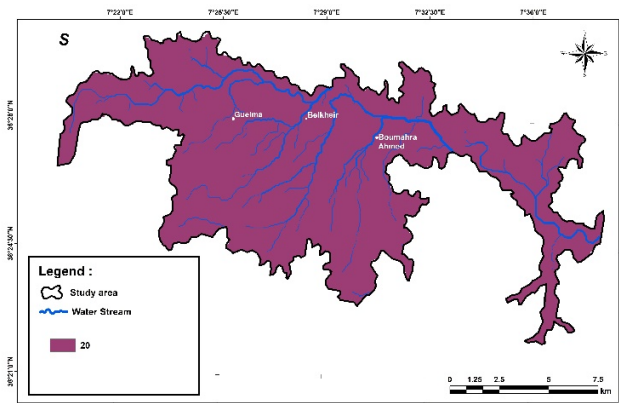 7°22'0"E 7°25'30"E 7°29'0"E 7°32'30"E 7°36'0"E
S
36°28'0"N
Guelma
Belkheir
Boumahra
Ahmed
36°24'30"N
Legend :
Study area
Water Stream
20
36°21'0"N
0 1.25 2.5 5 7.5
km